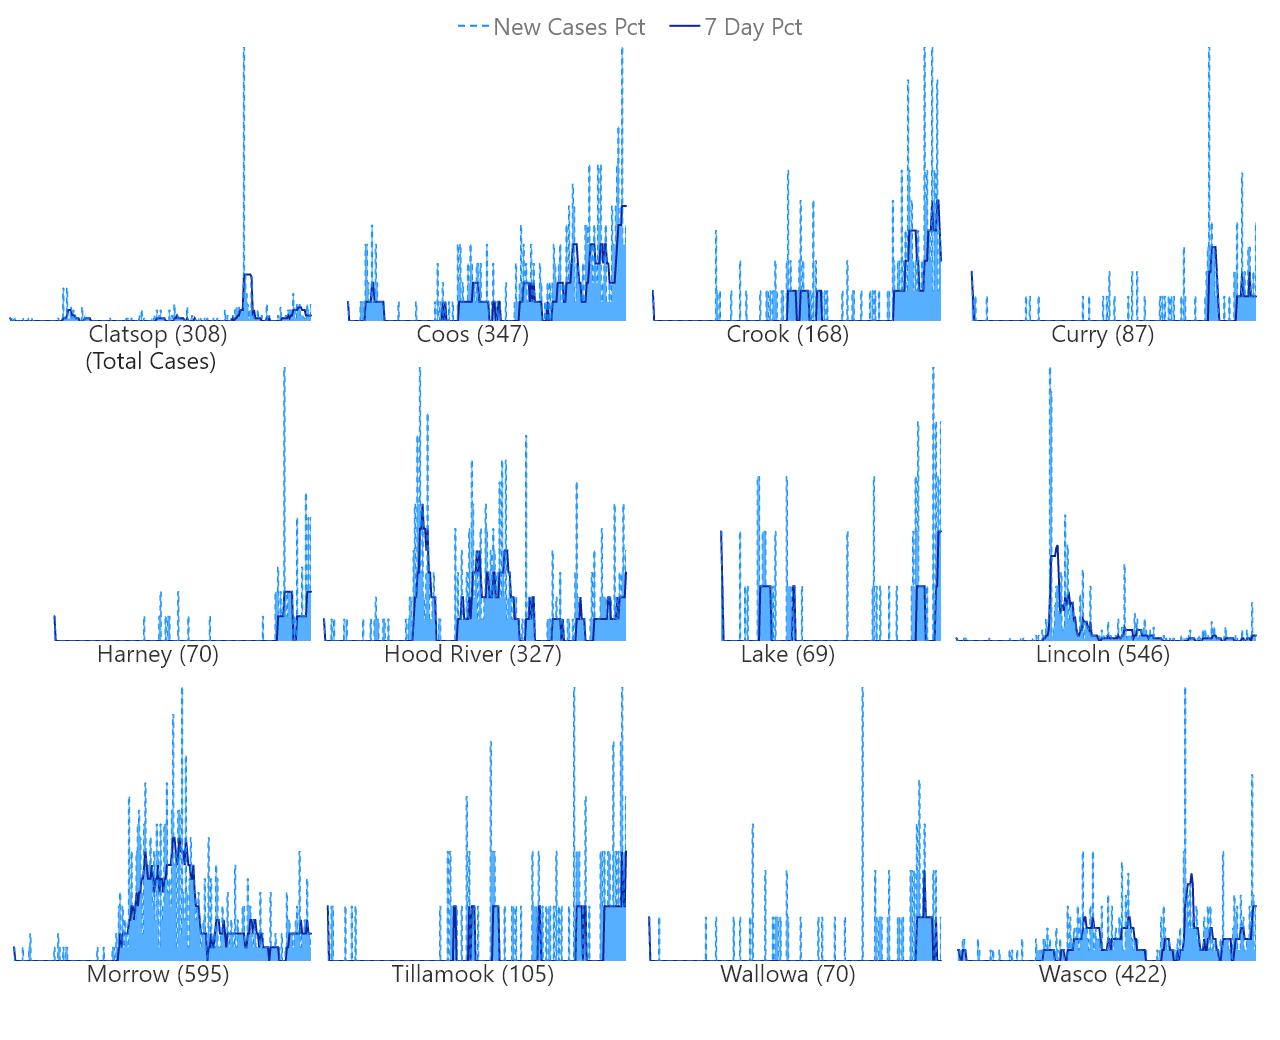 New Cases Pct 7 Day Pct
Clatsop (308) Coos (347) Crook (168) Curry (87)
(Total Cases)
Harney (70) Hood River (327) Lake (69) Lincoln (546)
Morrow (595) Tillamook (105) Wallowa (70) Wasco (422)